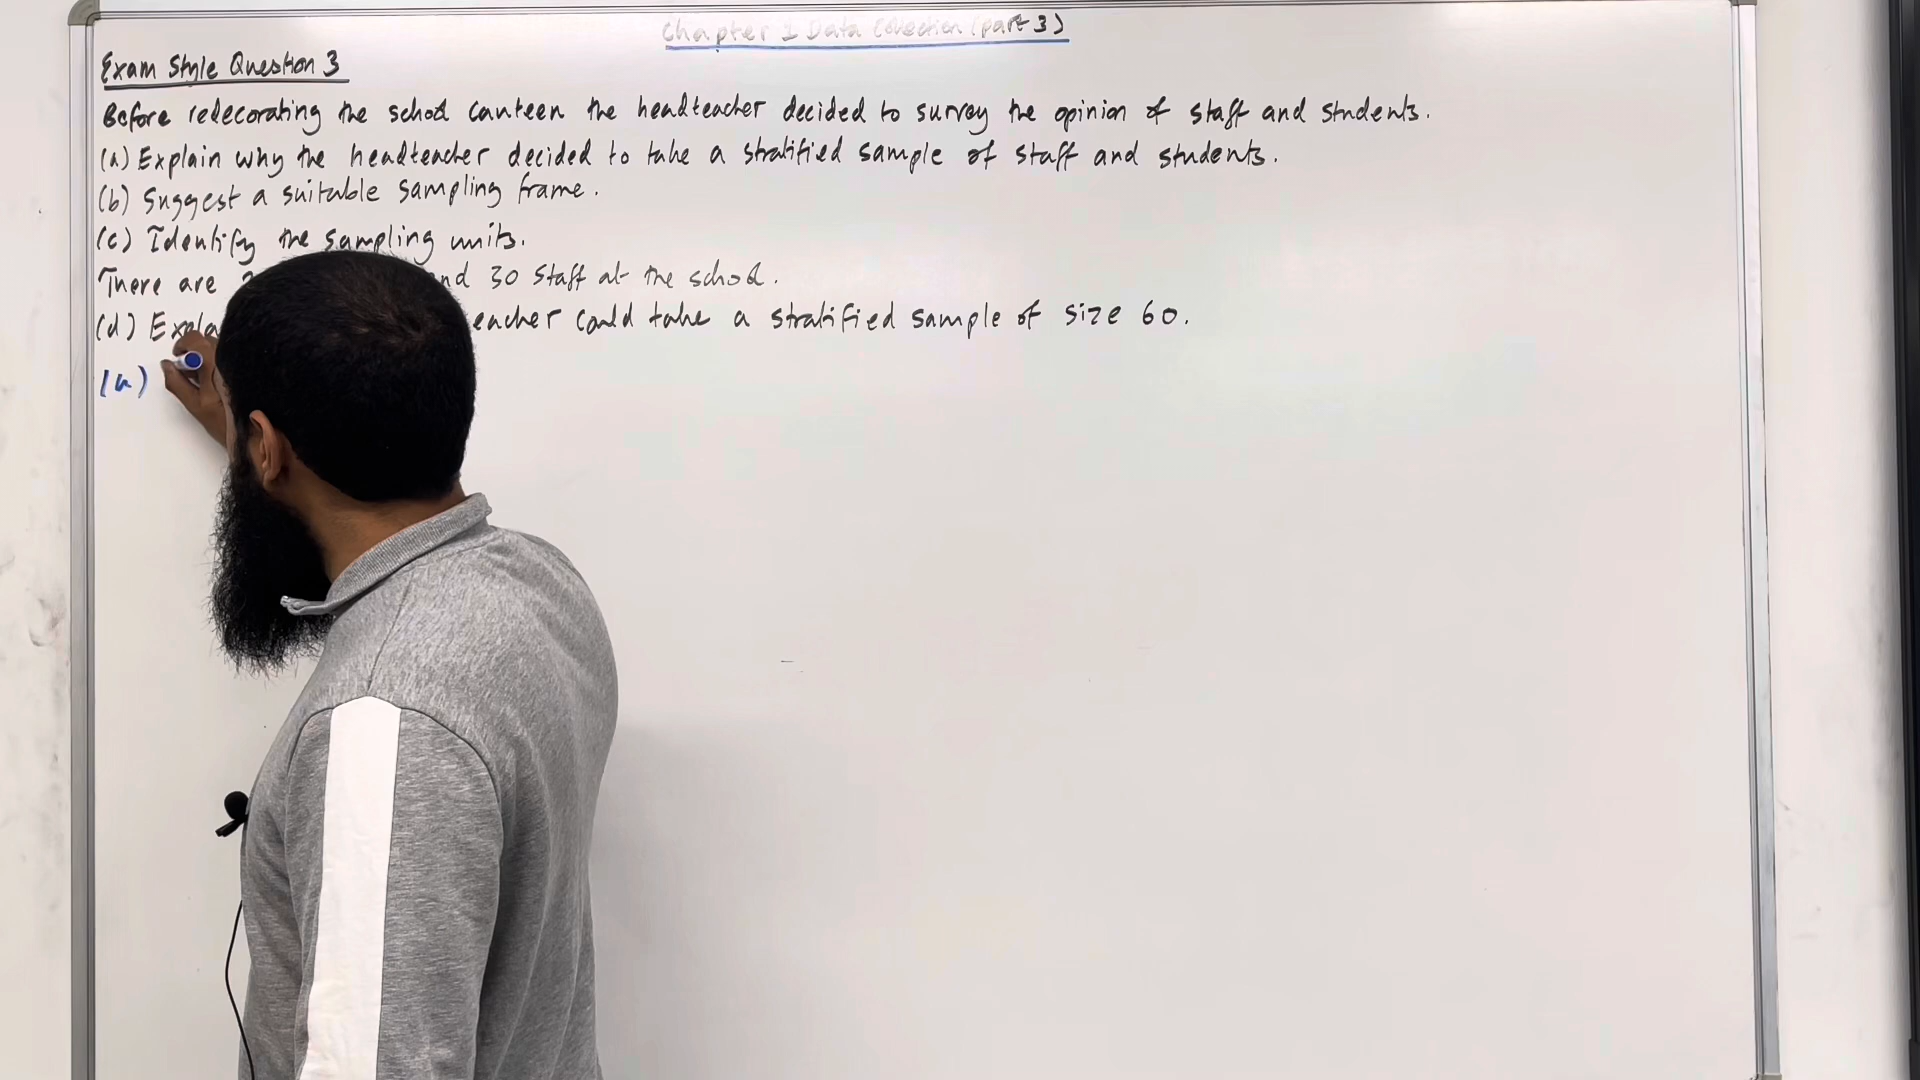 Chapter 1 Data Collection (part 3)
Exam Style Question 3
Before redecorating the school canteen the headteacher decided to survey the opinion of staff and students.
(a) Explain why the headteacher decided to take a stratified sample of staff and students.
(b) Suggest a suitable sampling frame.
(c) Identify the sampling units.
There are nd 30 staff at the school.
(d) Expla eacher could take a stratified sample of size 60.
(a)